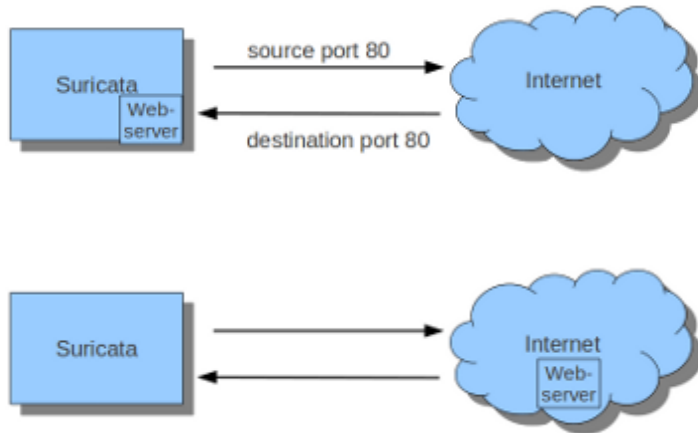 source port 80
Suricata
Web-
server
Internet
destination port 80
Suricata
Internet
Web-
server